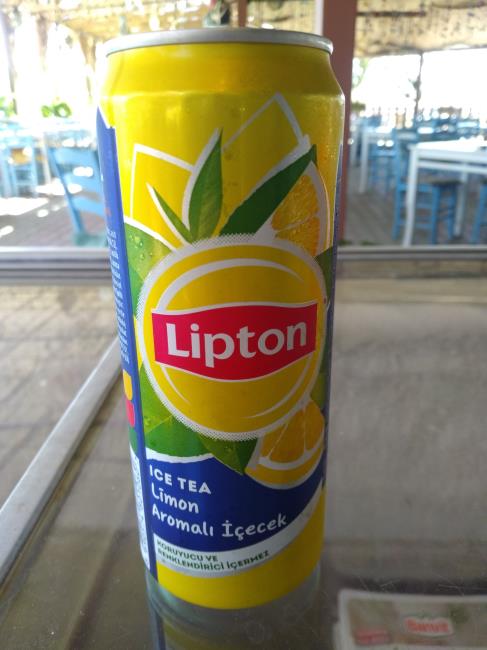 Lipton
ICE TEA
Limon
Aromalı İçecek
KORUYUCU VE
RENKLENDİRİCİ İÇERMEZ